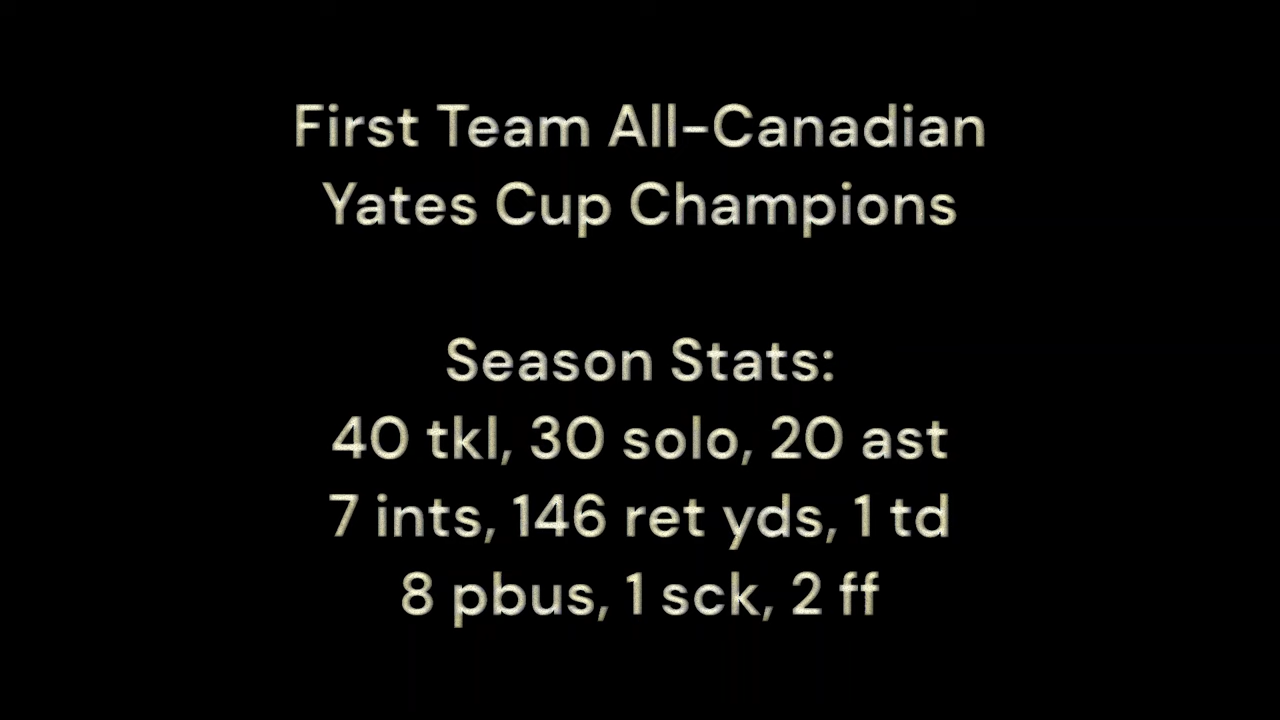 First Team All-Canadian
Yates Cup Champions
Season Stats:
40 tkl, 30 solo, 20 ast
7 ints, 146 ret yds, 1 td
8 pbus, 1 sck, 2 ff